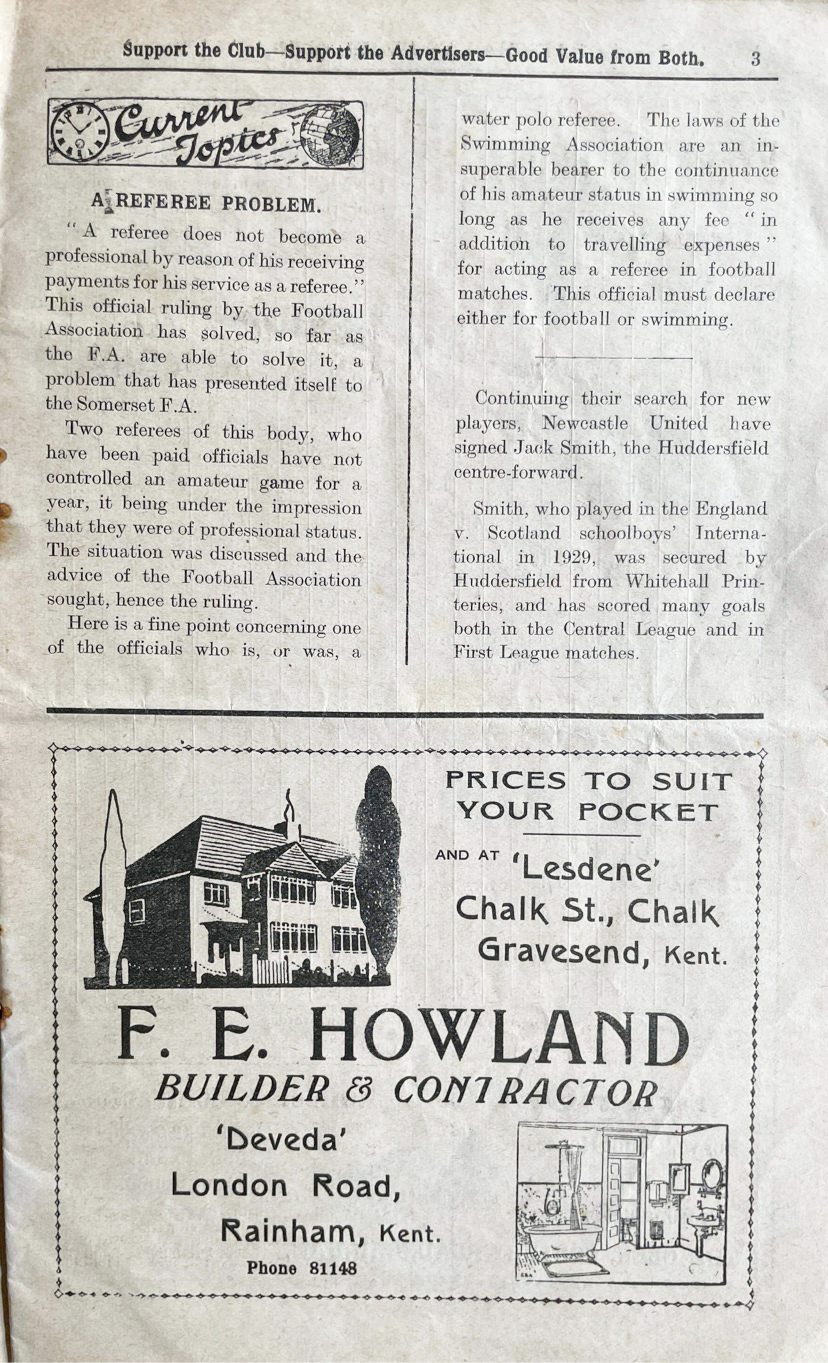 Support the Club—Support the Advertisers—Good Value from Both. 3
Current
Topics
A REFEREE PROBLEM.
“ A referee does not become a
professional by reason of his receiving
payments for his service as a referee.”
This official ruling by the Football
Association has solved, so far as
the F.A. are able to solve it, a
problem that has presented itself to
the Somerset F.A.
Two referees of this body, who
have been paid officials have not
controlled an amateur game for a
year, it being under the impression
that they were of professional status.
The situation was discussed and the
advice of the Football Association
sought, hence the ruling.
Here is a fine point concerning one
of the officials who is, or was, a
water polo referee. The laws of the
Swimming Association are an in-
superable bearer to the continuance
of his amateur status in swimming so
long as he receives any fee “ in
addition to travelling expenses ”
for acting as a referee in football
matches. This official must declare
either for football or swimming.
Continuing their search for new
players, Newcastle United have
signed Jack Smith, the Huddersfield
centre-forward.
Smith, who played in the England
v. Scotland schoolboys’ Interna-
tional in 1929, was secured by
Huddersfield from Whitehall Prin-
teries, and has scored many goals
both in the Central League and in
First League matches.
PRICES TO SUIT
YOUR POCKET
AND AT ‘Lesdene’
Chalk St., Chalk
Gravesend, Kent.
F. E. HOWLAND
BUILDER & CONTRACTOR
‘Deveda’
London Road,
Rainham, Kent.
Phone 81148